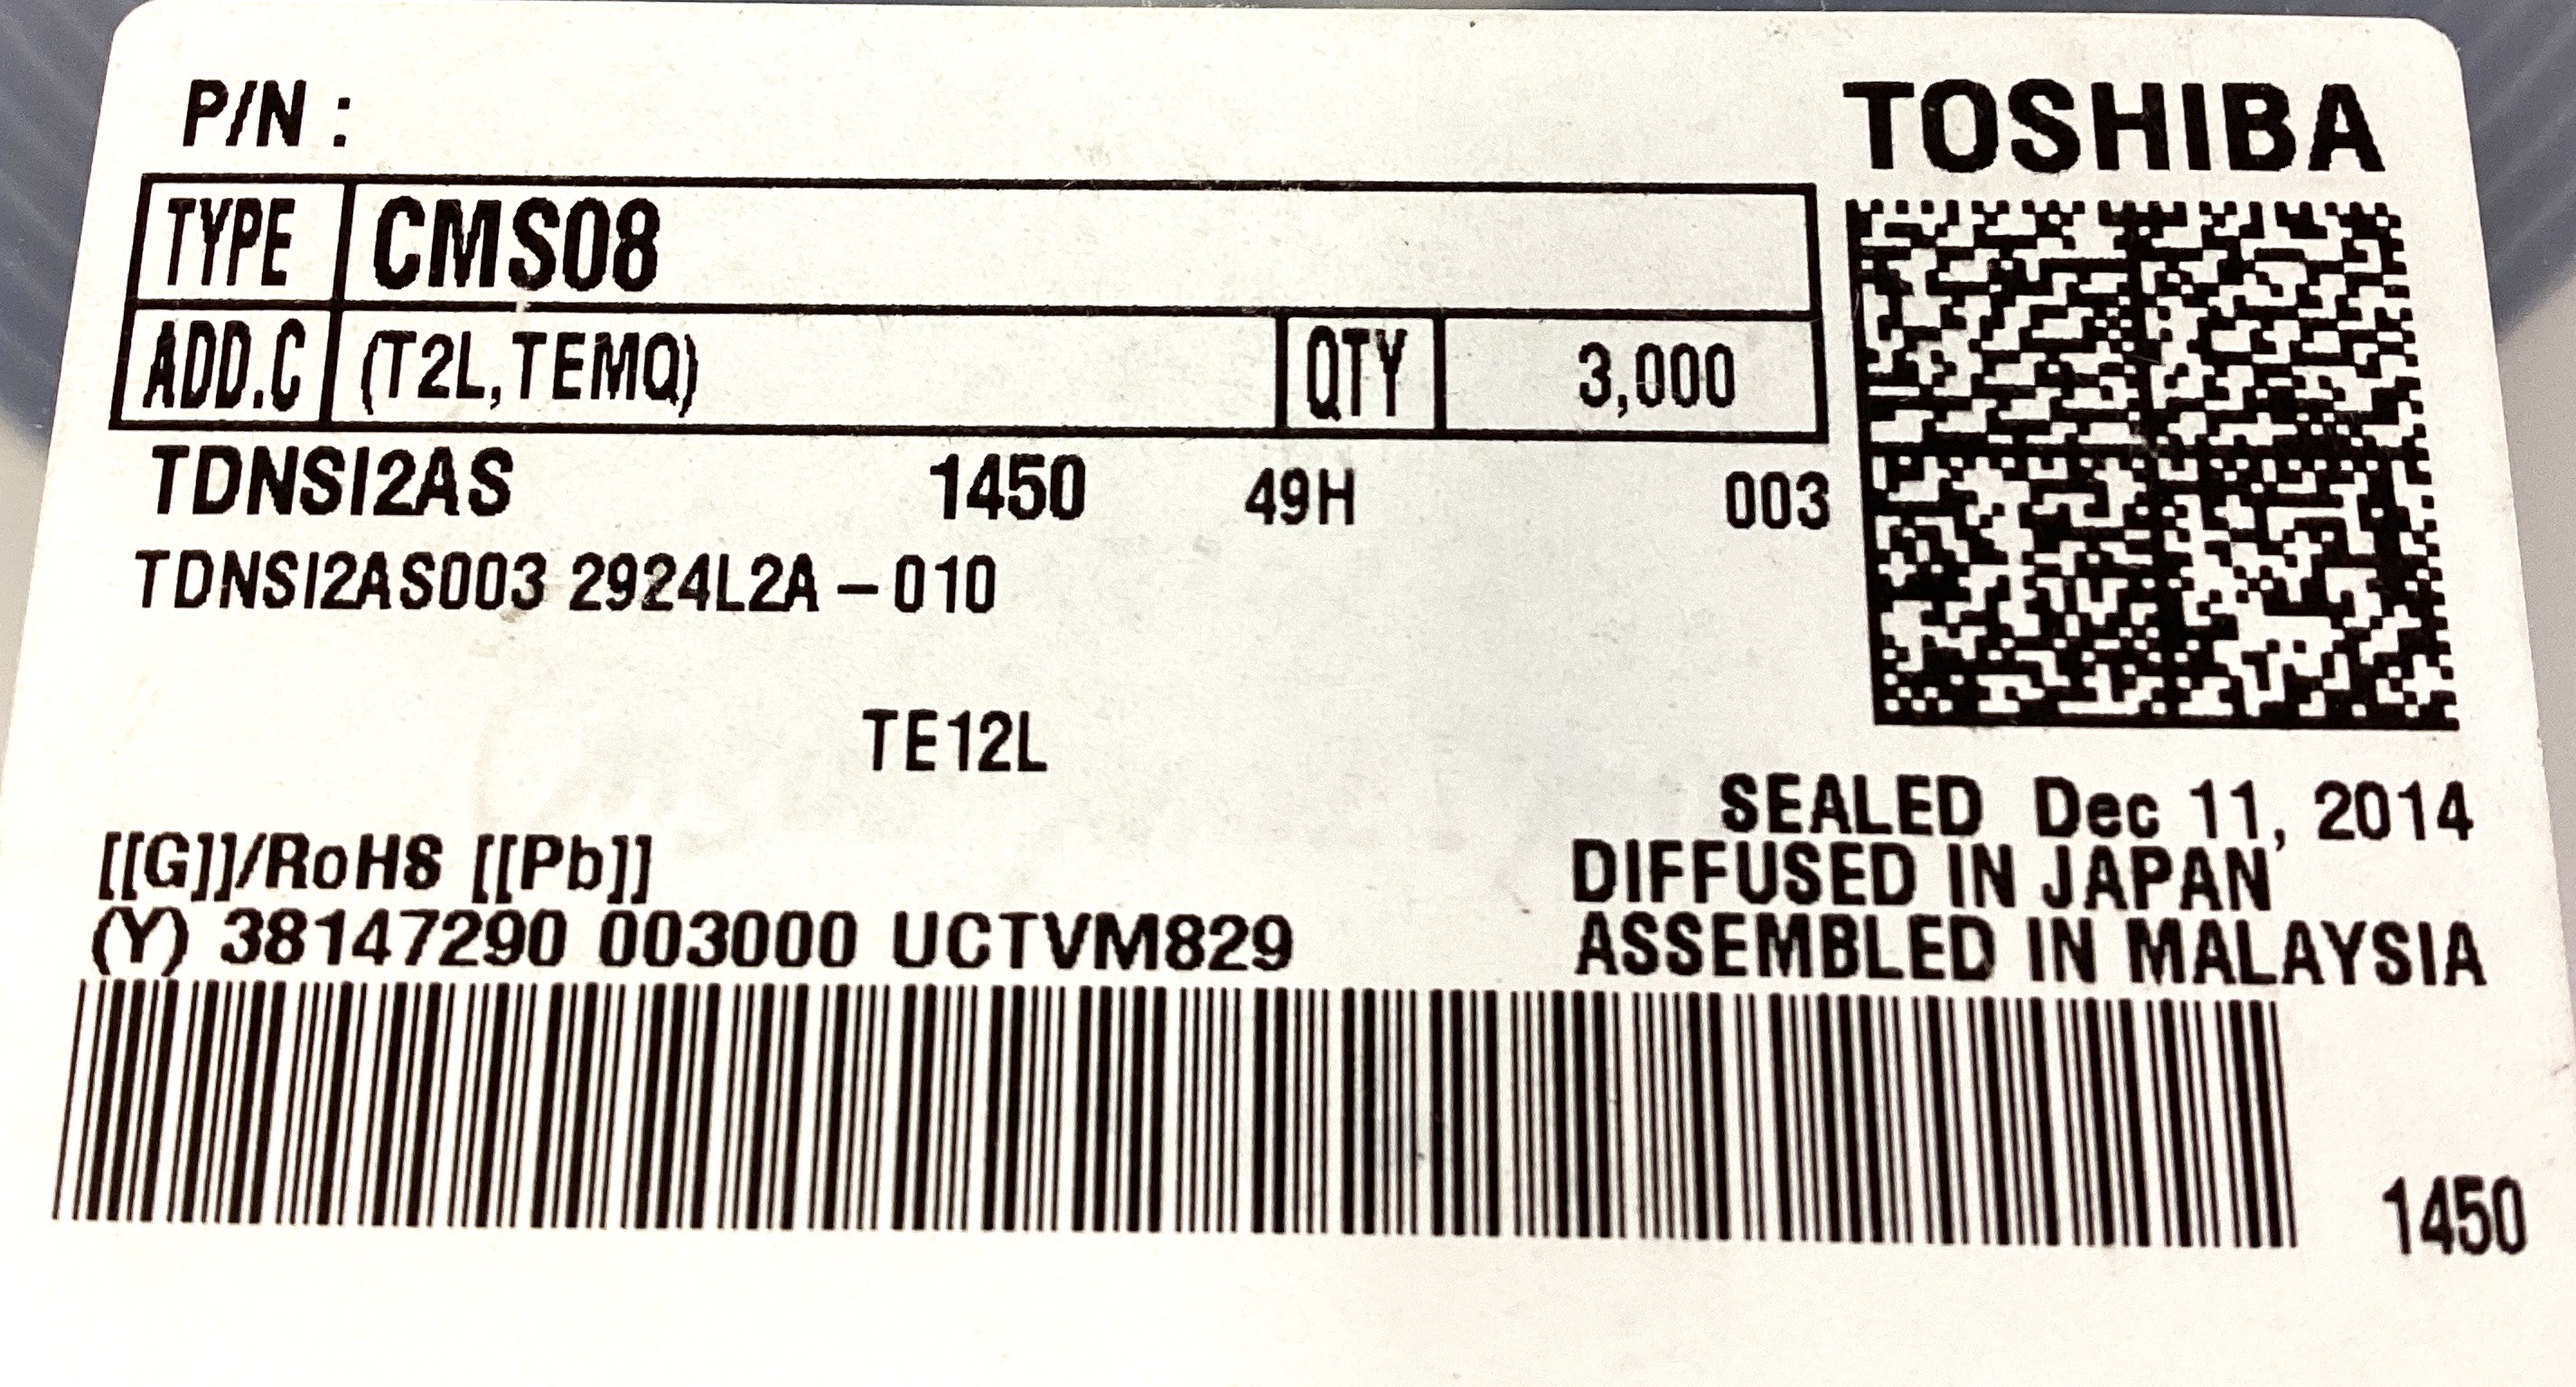 P/N :
TOSHIBA
TYPE CMS08
ADD.C (T2L,TEMQ) QTY 3,000
TDNSI2AS 1450 49H 003
TDNSI2AS003 2924L2A – 010
TE12L
SEALED Dec 11, 2014
[[G]]/RoHS [[Pb]]
DIFFUSED IN JAPAN
(Y) 38147290 003000 UCTVM829
ASSEMBLED IN MALAYSIA
1450